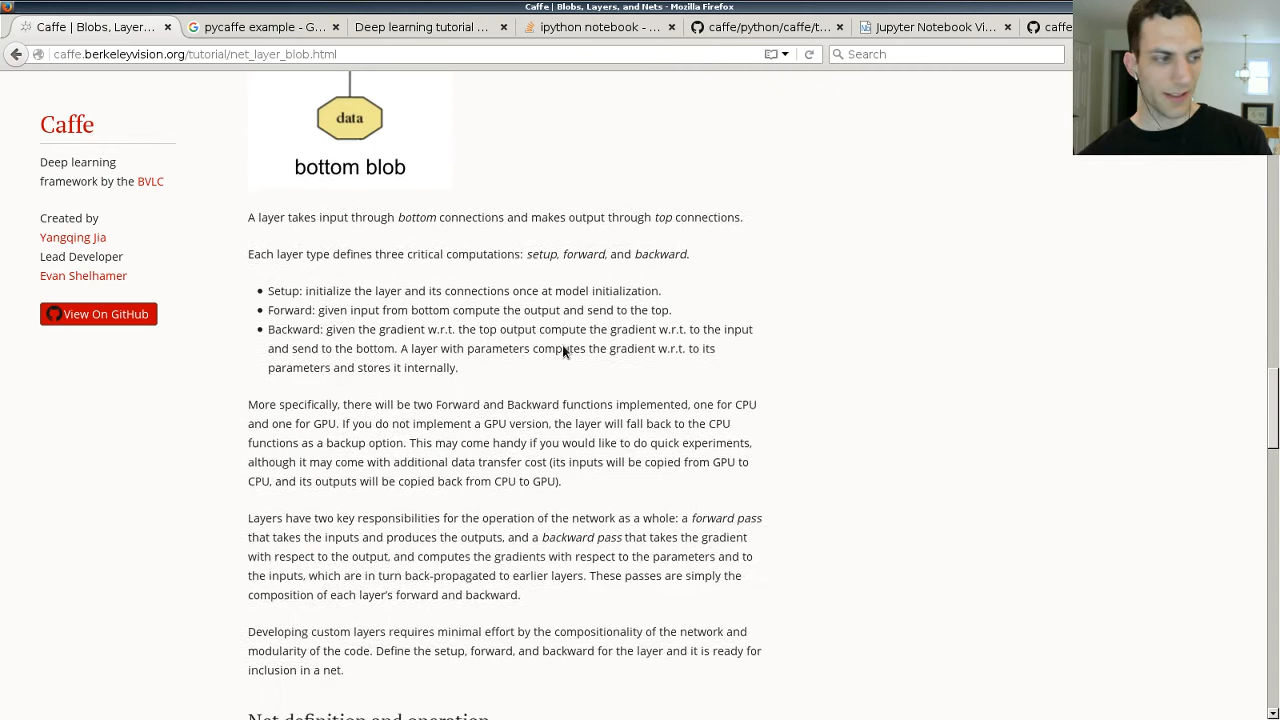 Caffe | Blobs, Layers, and Nets - Mozilla Firefox
Caffe | Blobs, Layer... × pycaffe example - G... × Deep learning tutorial × ipython notebook - ... × caffe/python/caffe/t... × Jupyter Notebook Vi... × caffe
caffe.berkeleyvision.org/tutorial/net_layer_blob.html Search
data
bottom blob
Caffe
Deep learning
framework by the BVLC
Created by
Yangqing Jia
Lead Developer
Evan Shelhamer
View On GitHub
A layer takes input through bottom connections and makes output through top connections.
Each layer type defines three critical computations: setup, forward, and backward.
• Setup: initialize the layer and its connections once at model initialization.
• Forward: given input from bottom compute the output and send to the top.
• Backward: given the gradient w.r.t. the top output compute the gradient w.r.t. to the input
and send to the bottom. A layer with parameters computes the gradient w.r.t. to its
parameters and stores it internally.
More specifically, there will be two Forward and Backward functions implemented, one for CPU
and one for GPU. If you do not implement a GPU version, the layer will fall back to the CPU
functions as a backup option. This may come handy if you would like to do quick experiments,
although it may come with additional data transfer cost (its inputs will be copied from GPU to
CPU, and its outputs will be copied back from CPU to GPU).
Layers have two key responsibilities for the operation of the network as a whole: a forward pass
that takes the inputs and produces the outputs, and a backward pass that takes the gradient
with respect to the output, and computes the gradients with respect to the parameters and to
the inputs, which are in turn back-propagated to earlier layers. These passes are simply the
composition of each layer's forward and backward.
Developing custom layers requires minimal effort by the compositionality of the network and
modularity of the code. Define the setup, forward, and backward for the layer and it is ready for
inclusion in a net.
Net definition and operation